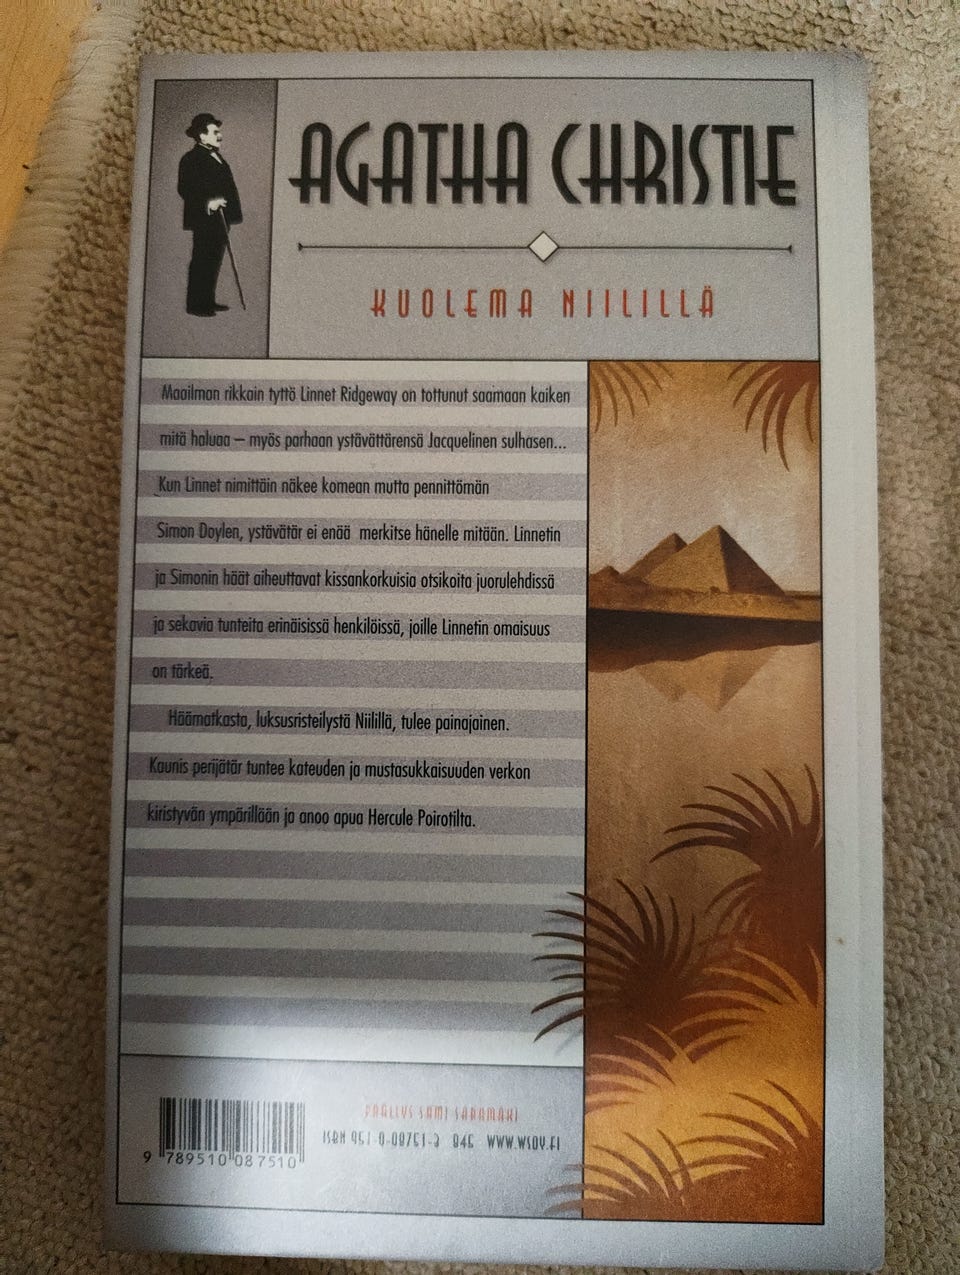 AGATHA CHRISTIE
KUOLEMA NIILILLÄ
Maailman rikkain tyttö Linnet Ridgeway on tottunut saamaan kaiken
mitä haluaa – myös parhaan ystävättärensä Jacquelinen sulhasen...
Kun Linnet nimittäin näkee komean mutta pennittömän
Simon Doylen, ystävätär ei enää merkitse hänelle mitään. Linnetin
ja Simonin häät aiheuttavat kissankorkuisia otsikoita juorulehdissä
ja sekavia tunteita erinäisissä henkilöissä, joille Linnetin omaisuus
on tärkeä.
Häämatkasta, luksusristeilystä Niilillä, tulee painajainen.
Kaunis perijätär tuntee kateuden ja mustasukkaisuuden verkon
kiristyvän ympärillään ja anoo apua Hercule Poirotilta.
PÄÄLLYS SAMI SARAMÄKI
ISBN 951-0-08751-3 84.2 WWW.WSOY.FI
9 789510 087510